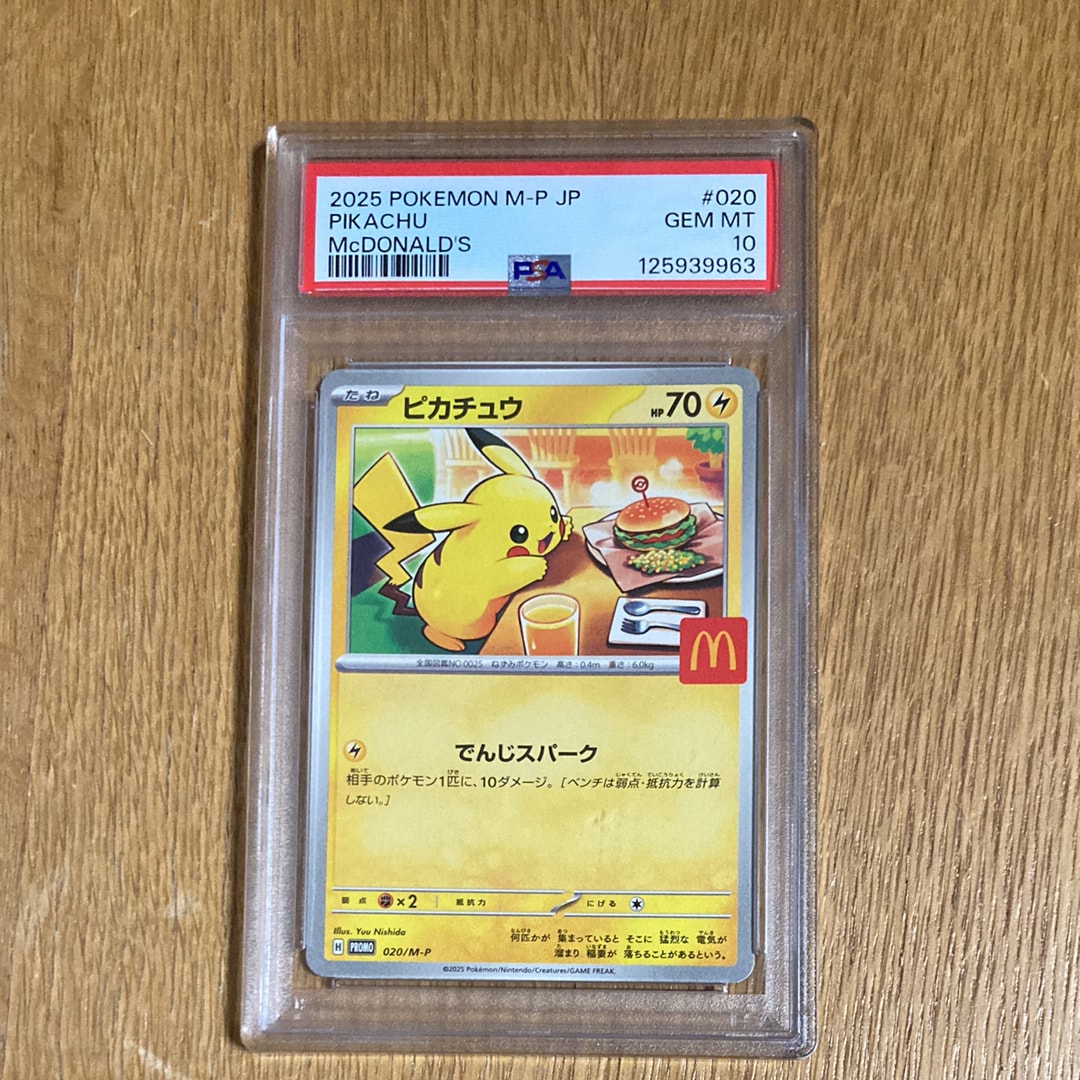 2025 POKEMON M-P JP #020
PIKACHU GEM MT
McDONALD'S 10
PSA 125939963
たね ピカチュウ HP70
M
全国図鑑NO.0025 ねずみポケモン 高さ:0.4m 重さ:6.0kg
でんじスパーク
相手のポケモン1匹に、10ダメージ。[ベンチは弱点・抵抗力を計算
しない。]
弱点 ×2 抵抗力 にげる
Illus. Yuu Nishida
H PROMO 020/M-P
何匹かが 集まっていると そこに 猛烈な 電気が
溜まり 稲妻が 落ちることがあるという。
©2025 Pokémon/Nintendo/Creatures/GAME FREAK.